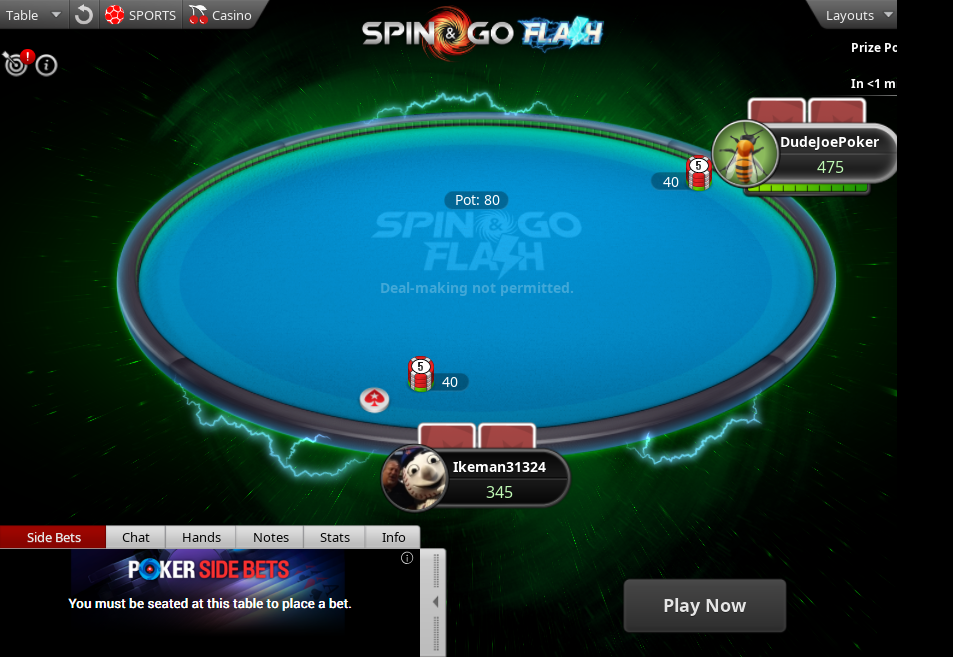 Table
SPORTS
Casino
SPIN & GO FLASH
Layouts
Prize Po
In <1 m
!
i
DudeJoePoker
475
5
40
Pot: 80
SPIN & GO
FLASH
Deal-making not permitted.
5
40
Ikeman31324
345
Side Bets
Chat
Hands
Notes
Stats
Info
POKER SIDE BETS
i
You must be seated at this table to place a bet.
Play Now